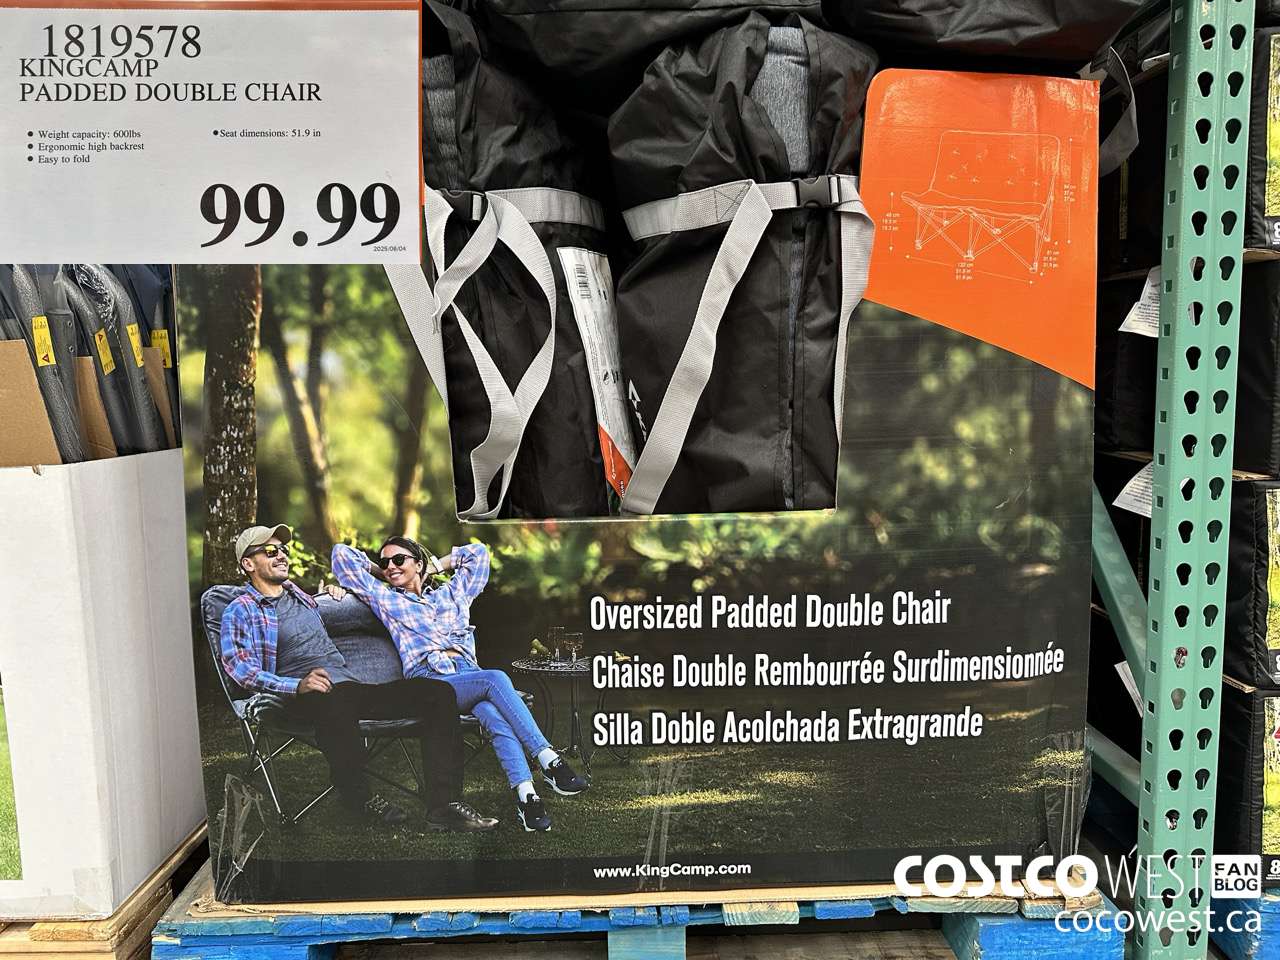 1819578
KINGCAMP
PADDED DOUBLE CHAIR
• Weight capacity: 600lbs
• Ergonomic high backrest
• Easy to fold
• Seat dimensions: 51.9 in
99.99
2025/08/04
Oversized Padded Double Chair
Chaise Double Rembourrée Surdimensionnée
Silla Doble Acolchada Extragrande
www.KingCamp.com
COSTCO WEST
FAN
BLOG
cocowest.ca